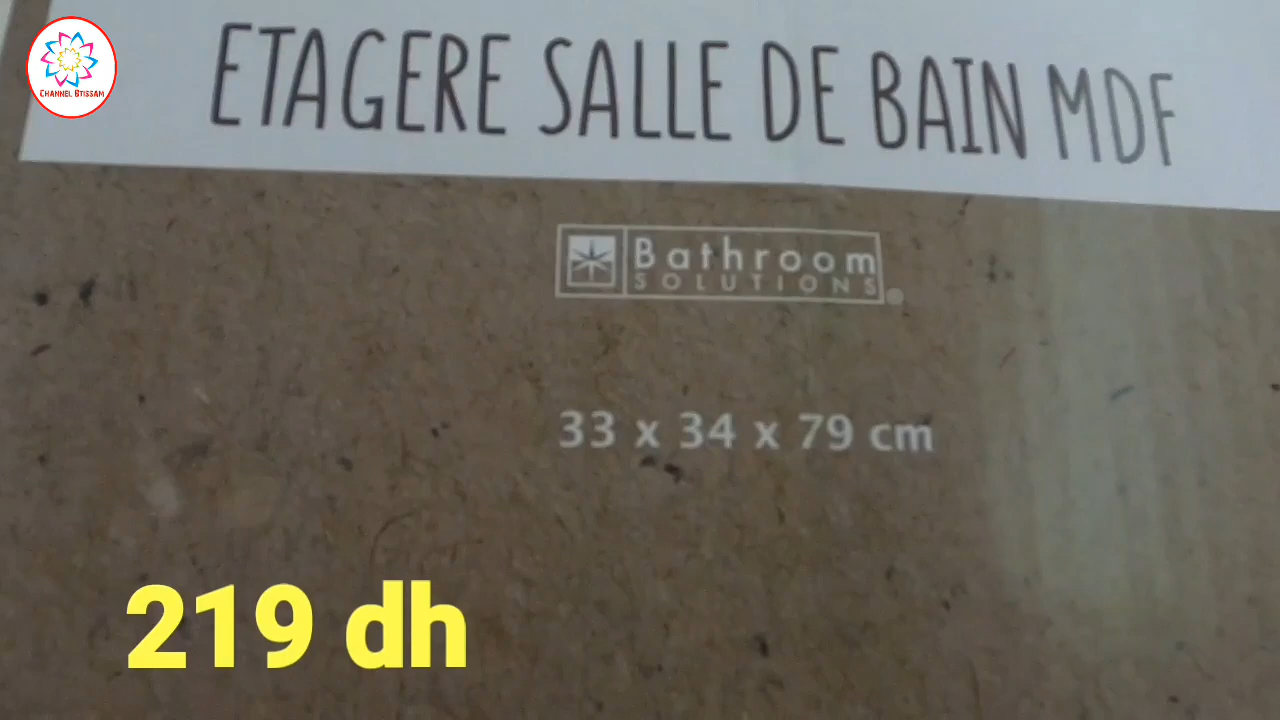 CHANNEL BTISSAM
ETAGERE SALLE DE BAIN MDF
Bathroom
SOLUTIONS
33 x 34 x 79 cm
219 dh